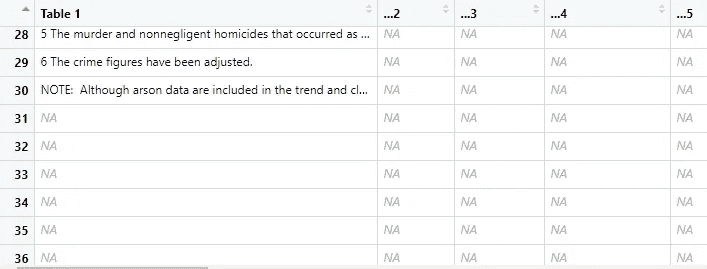 Table 1 ...2 ...3 ...4 ...5
28 5 The murder and nonnegligent homicides that occurred as ... NA NA NA NA
29 6 The crime figures have been adjusted. NA NA NA NA
30 NOTE: Although arson data are included in the trend and cl... NA NA NA NA
31 NA NA NA NA NA
32 NA NA NA NA NA
33 NA NA NA NA NA
34 NA NA NA NA NA
35 NA NA NA NA NA
36 NA NA NA NA NA